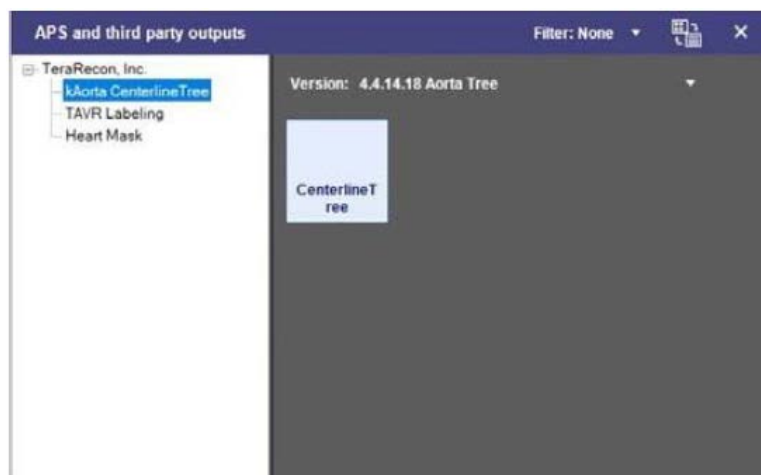 APS and third party outputs
Filter: None
TeraRecon, Inc.
kAorta CenterlineTree
TAVR Labeling
Heart Mask
Version: 4.4.14.18 Aorta Tree
CenterlineT
ree